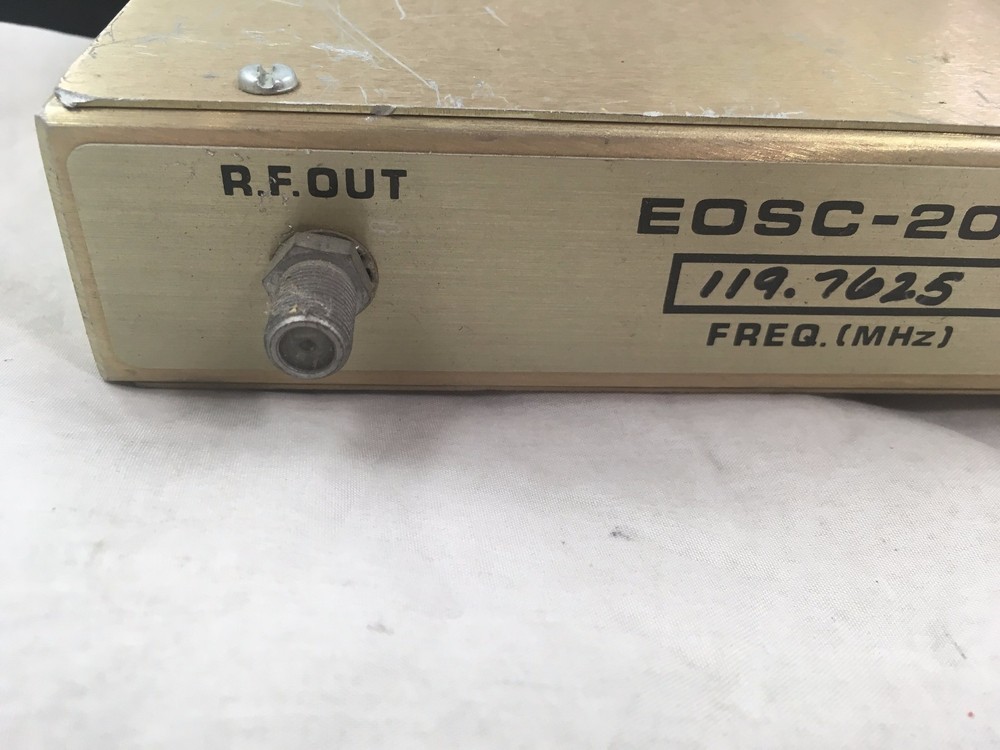 R.F.OUT
EOSC-20
119.7625
FREQ.(MHz)